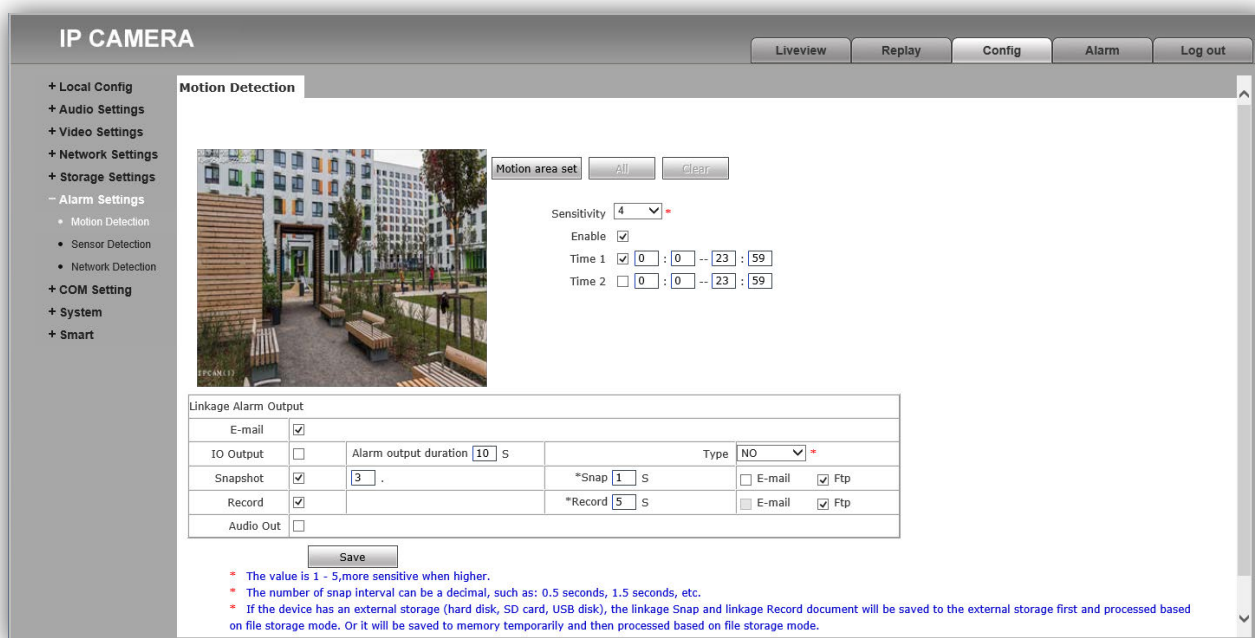 IP CAMERA
Liveview Replay Config Alarm Log out
+ Local Config
+ Audio Settings
+ Video Settings
+ Network Settings
+ Storage Settings
− Alarm Settings
• Motion Detection
• Sensor Detection
• Network Detection
+ COM Setting
+ System
+ Smart
Motion Detection
Motion area set All Clear
Sensitivity 4 *
Enable
Time 1 0 : 0 -- 23 : 59
Time 2 0 : 0 -- 23 : 59
IPCAM(1)
Linkage Alarm Output
E-mail
IO Output Alarm output duration 10 S Type NO *
Snapshot 3 . *Snap 1 S E-mail Ftp
Record *Record 5 S E-mail Ftp
Audio Out
Save
* The value is 1 - 5,more sensitive when higher.
* The number of snap interval can be a decimal, such as: 0.5 seconds, 1.5 seconds, etc.
* If the device has an external storage (hard disk, SD card, USB disk), the linkage Snap and linkage Record document will be saved to the external storage first and processed based
on file storage mode. Or it will be saved to memory temporarily and then processed based on file storage mode.